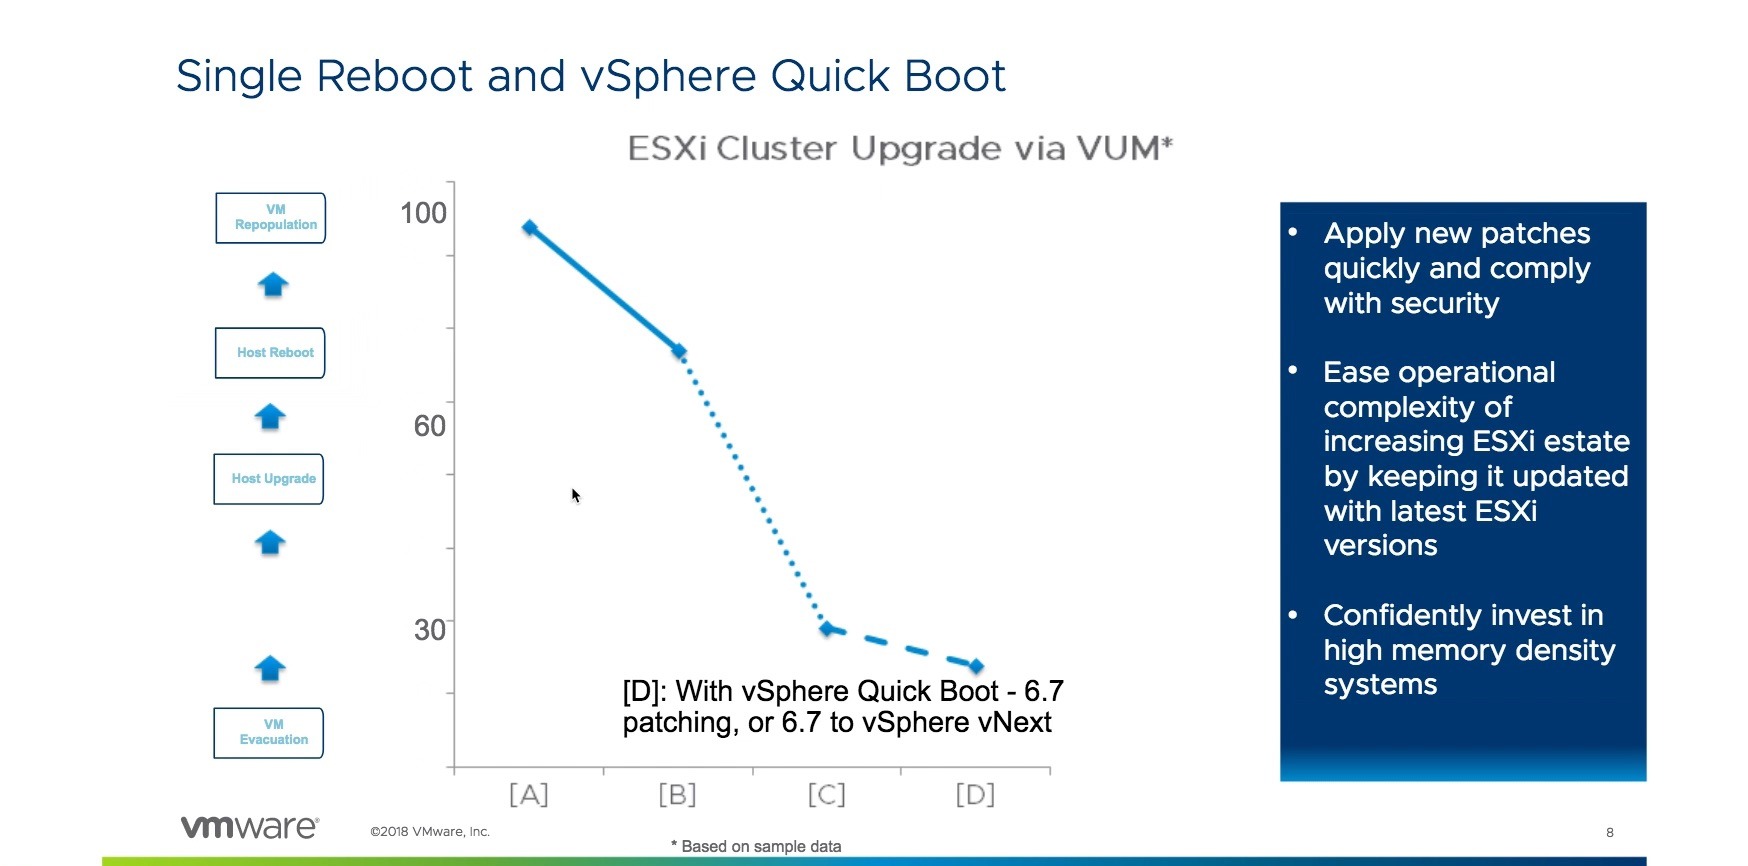 Single Reboot and vSphere Quick Boot
ESXi Cluster Upgrade via VUM*
VM
Repopulation
Host Reboot
Host Upgrade
VM
Evacuation
100
60
30
[D]: With vSphere Quick Boot - 6.7
patching, or 6.7 to vSphere vNext
[A]
[B]
[C]
[D]
• Apply new patches
quickly and comply
with security
• Ease operational
complexity of
increasing ESXi estate
by keeping it updated
with latest ESXi
versions
• Confidently invest in
high memory density
systems
vmware®
©2018 VMware, Inc.
* Based on sample data
8